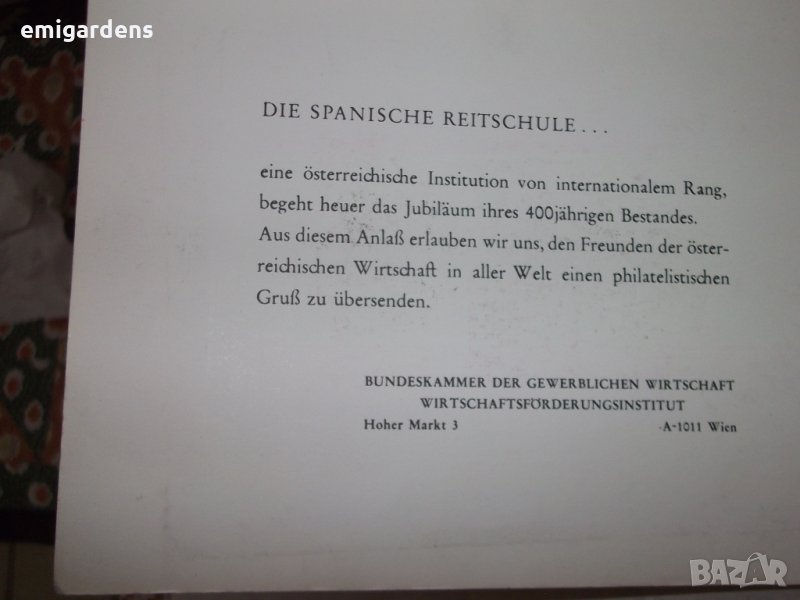 emigardens
DIE SPANISCHE REITSCHULE...
eine österreichische Institution von internationalem Rang,
begeht heuer das Jubiläum ihres 400jährigen Bestandes.
Aus diesem Anlaß erlauben wir uns, den Freunden der öster-
reichischen Wirtschaft in aller Welt einen philatelistischen
Gruß zu übersenden.
BUNDESKAMMER DER GEWERBLICHEN WIRTSCHAFT
WIRTSCHAFTSFÖRDERUNGSINSTITUT
Hoher Markt 3 A-1011 Wien
BAZAR